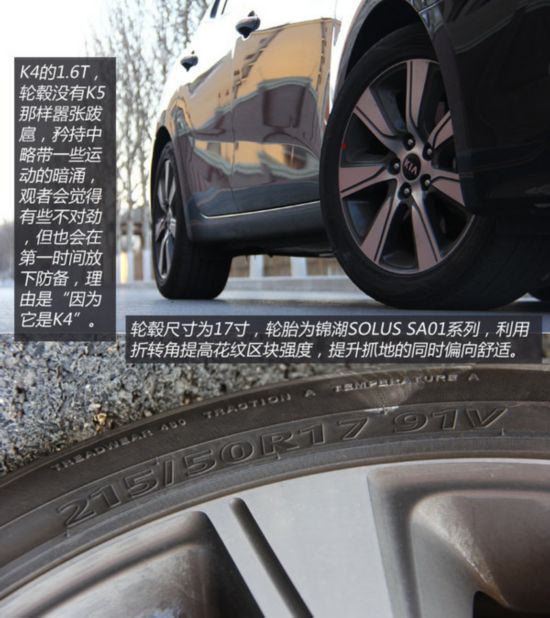 K4的1.6T，
轮毂没有K5
那样嚣张跋
扈，矜持中
略带一些运
动的暗涌，
观者会觉得
有些不对劲
，但也会在
第一时间放
下防备，理
由是“因为
它是K4”。
KIA
轮毂尺寸为17寸，轮胎为锦湖SOLUS SA01系列，利用
折转角提高花纹区块强度，提升抓地的同时偏向舒适。
TREADWEAR 480 TRACTION A TEMPERATURE A
215/50R17 91V